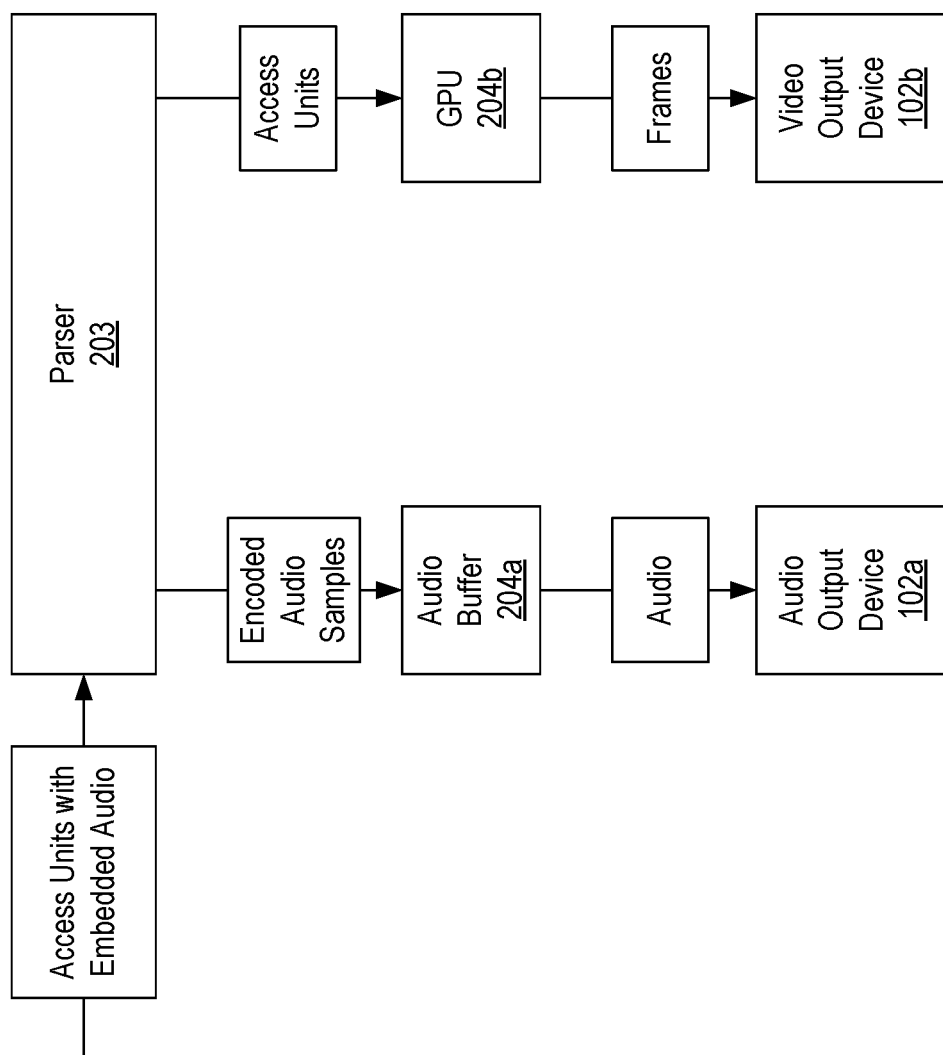 Access Units with
Embedded Audio
Parser
203
Encoded
Audio
Samples
Audio
Buffer
204a
Audio
Audio
Output
Device
102a
Access
Units
GPU
204b
Frames
Video
Output
Device
102b